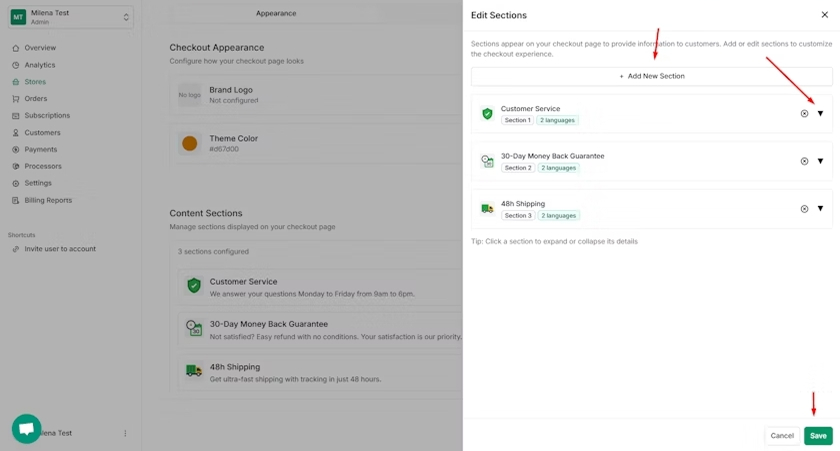 MT
Milena Test
Admin
Overview
Analytics
Stores
Orders
Subscriptions
Customers
Payments
Processors
Settings
Billing Reports
Shortcuts
Invite user to account
lena Test
Appearance
Checkout Appearance
Configure how your checkout page looks
No logo
Brand Logo
Not configured
Theme Color
#d67d00
Content Sections
Manage sections displayed on your checkout page
3 sections configured
Customer Service
We answer your questions Monday to Friday from 9am to 6pm.
30-Day Money Back Guarantee
Not satisfied? Easy refund with no conditions. Your satisfaction is our priority.
48h Shipping
Get ultra-fast shipping with tracking in just 48 hours.
Edit Sections
Sections appear on your checkout page to provide information to customers. Add or edit sections to customize
the checkout experience.
+ Add New Section
Customer Service
Section 1 2 languages
30-Day Money Back Guarantee
Section 2 2 languages
48h Shipping
Section 3 2 languages
Tip: Click a section to expand or collapse its details
Cancel Save